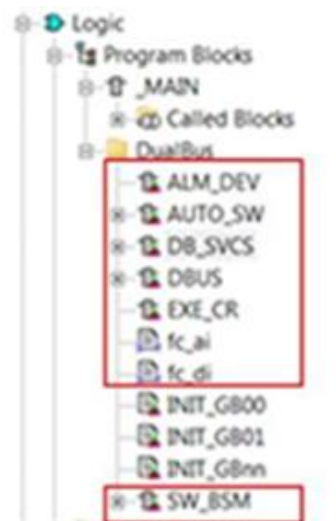 Logic
Program Blocks
_MAIN
Called Blocks
DualBus
ALM_DEV
AUTO_SW
DB_SVCS
DBUS
EXE_CR
fc_ai
fc_di
INIT_GB00
INIT_GB01
INIT_GBnn
SW_BSM